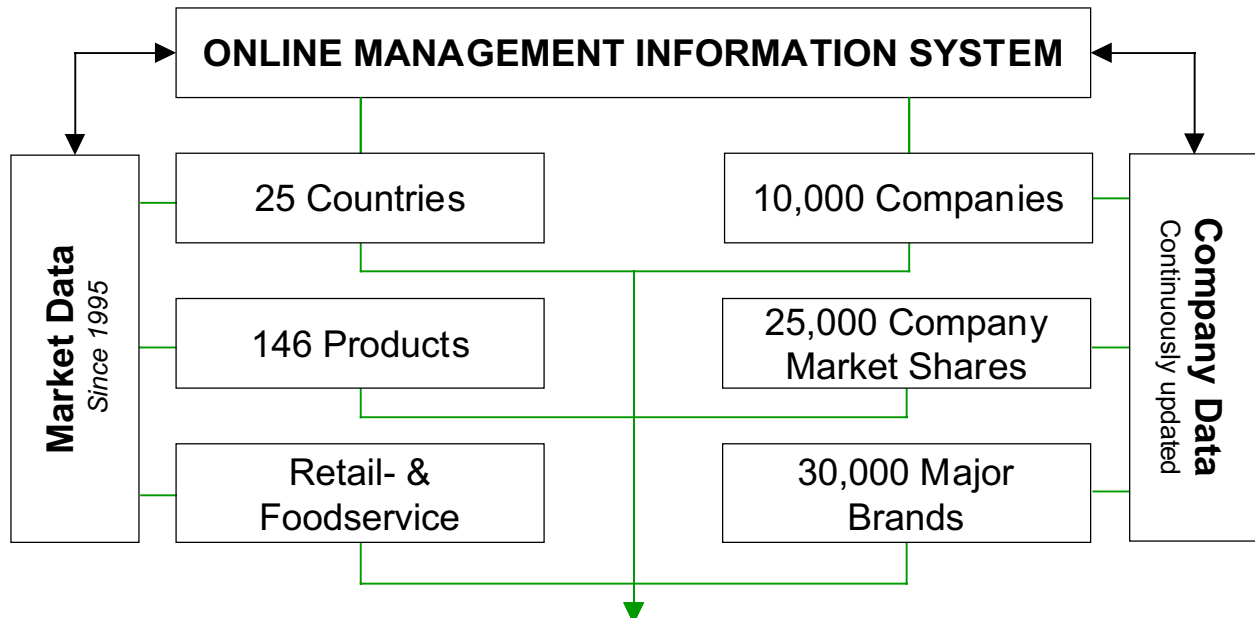 ONLINE MANAGEMENT INFORMATION SYSTEM
Market Data
Since 1995
25 Countries
146 Products
Retail- &
Foodservice
10,000 Companies
25,000 Company
Market Shares
30,000 Major
Brands
Company Data
Continuously updated